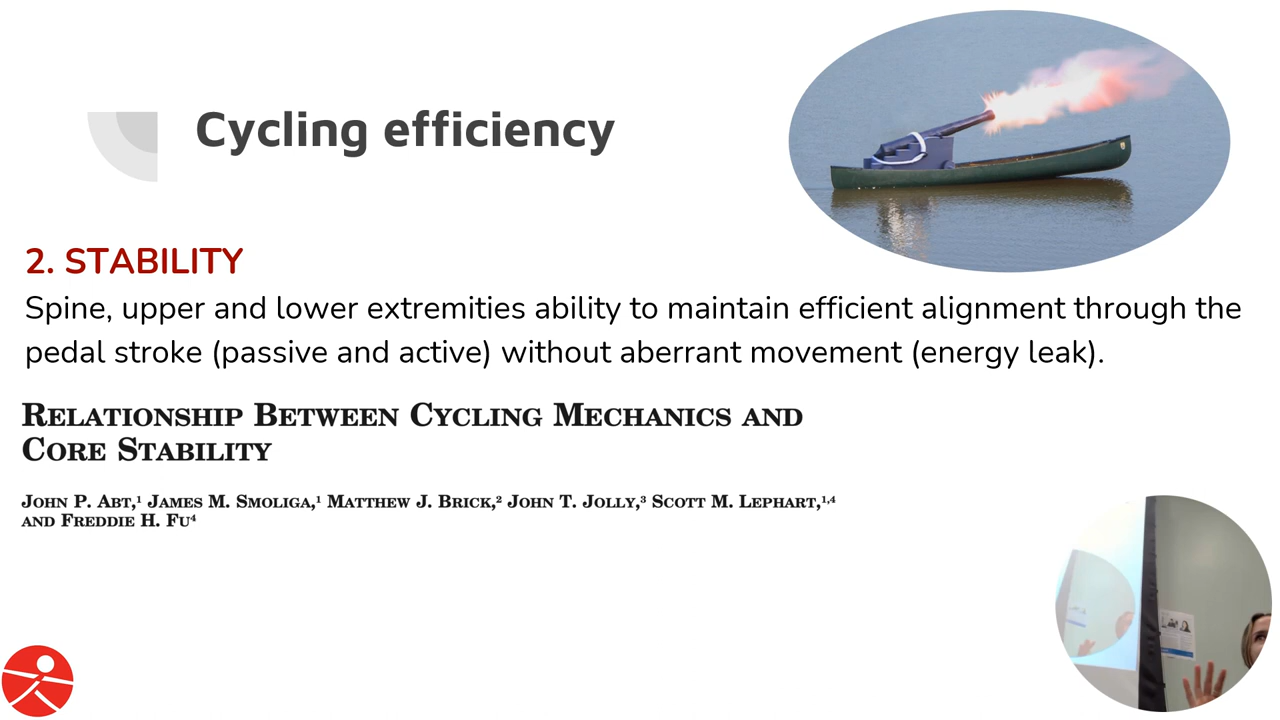 Cycling efficiency
2. STABILITY
Spine, upper and lower extremities ability to maintain efficient alignment through the
pedal stroke (passive and active) without aberrant movement (energy leak).
RELATIONSHIP BETWEEN CYCLING MECHANICS AND
CORE STABILITY
JOHN P. ABT,¹ JAMES M. SMOLIGA,¹ MATTHEW J. BRICK,² JOHN T. JOLLY,³ SCOTT M. LEPHART,¹,⁴
AND FREDDIE H. FU⁴